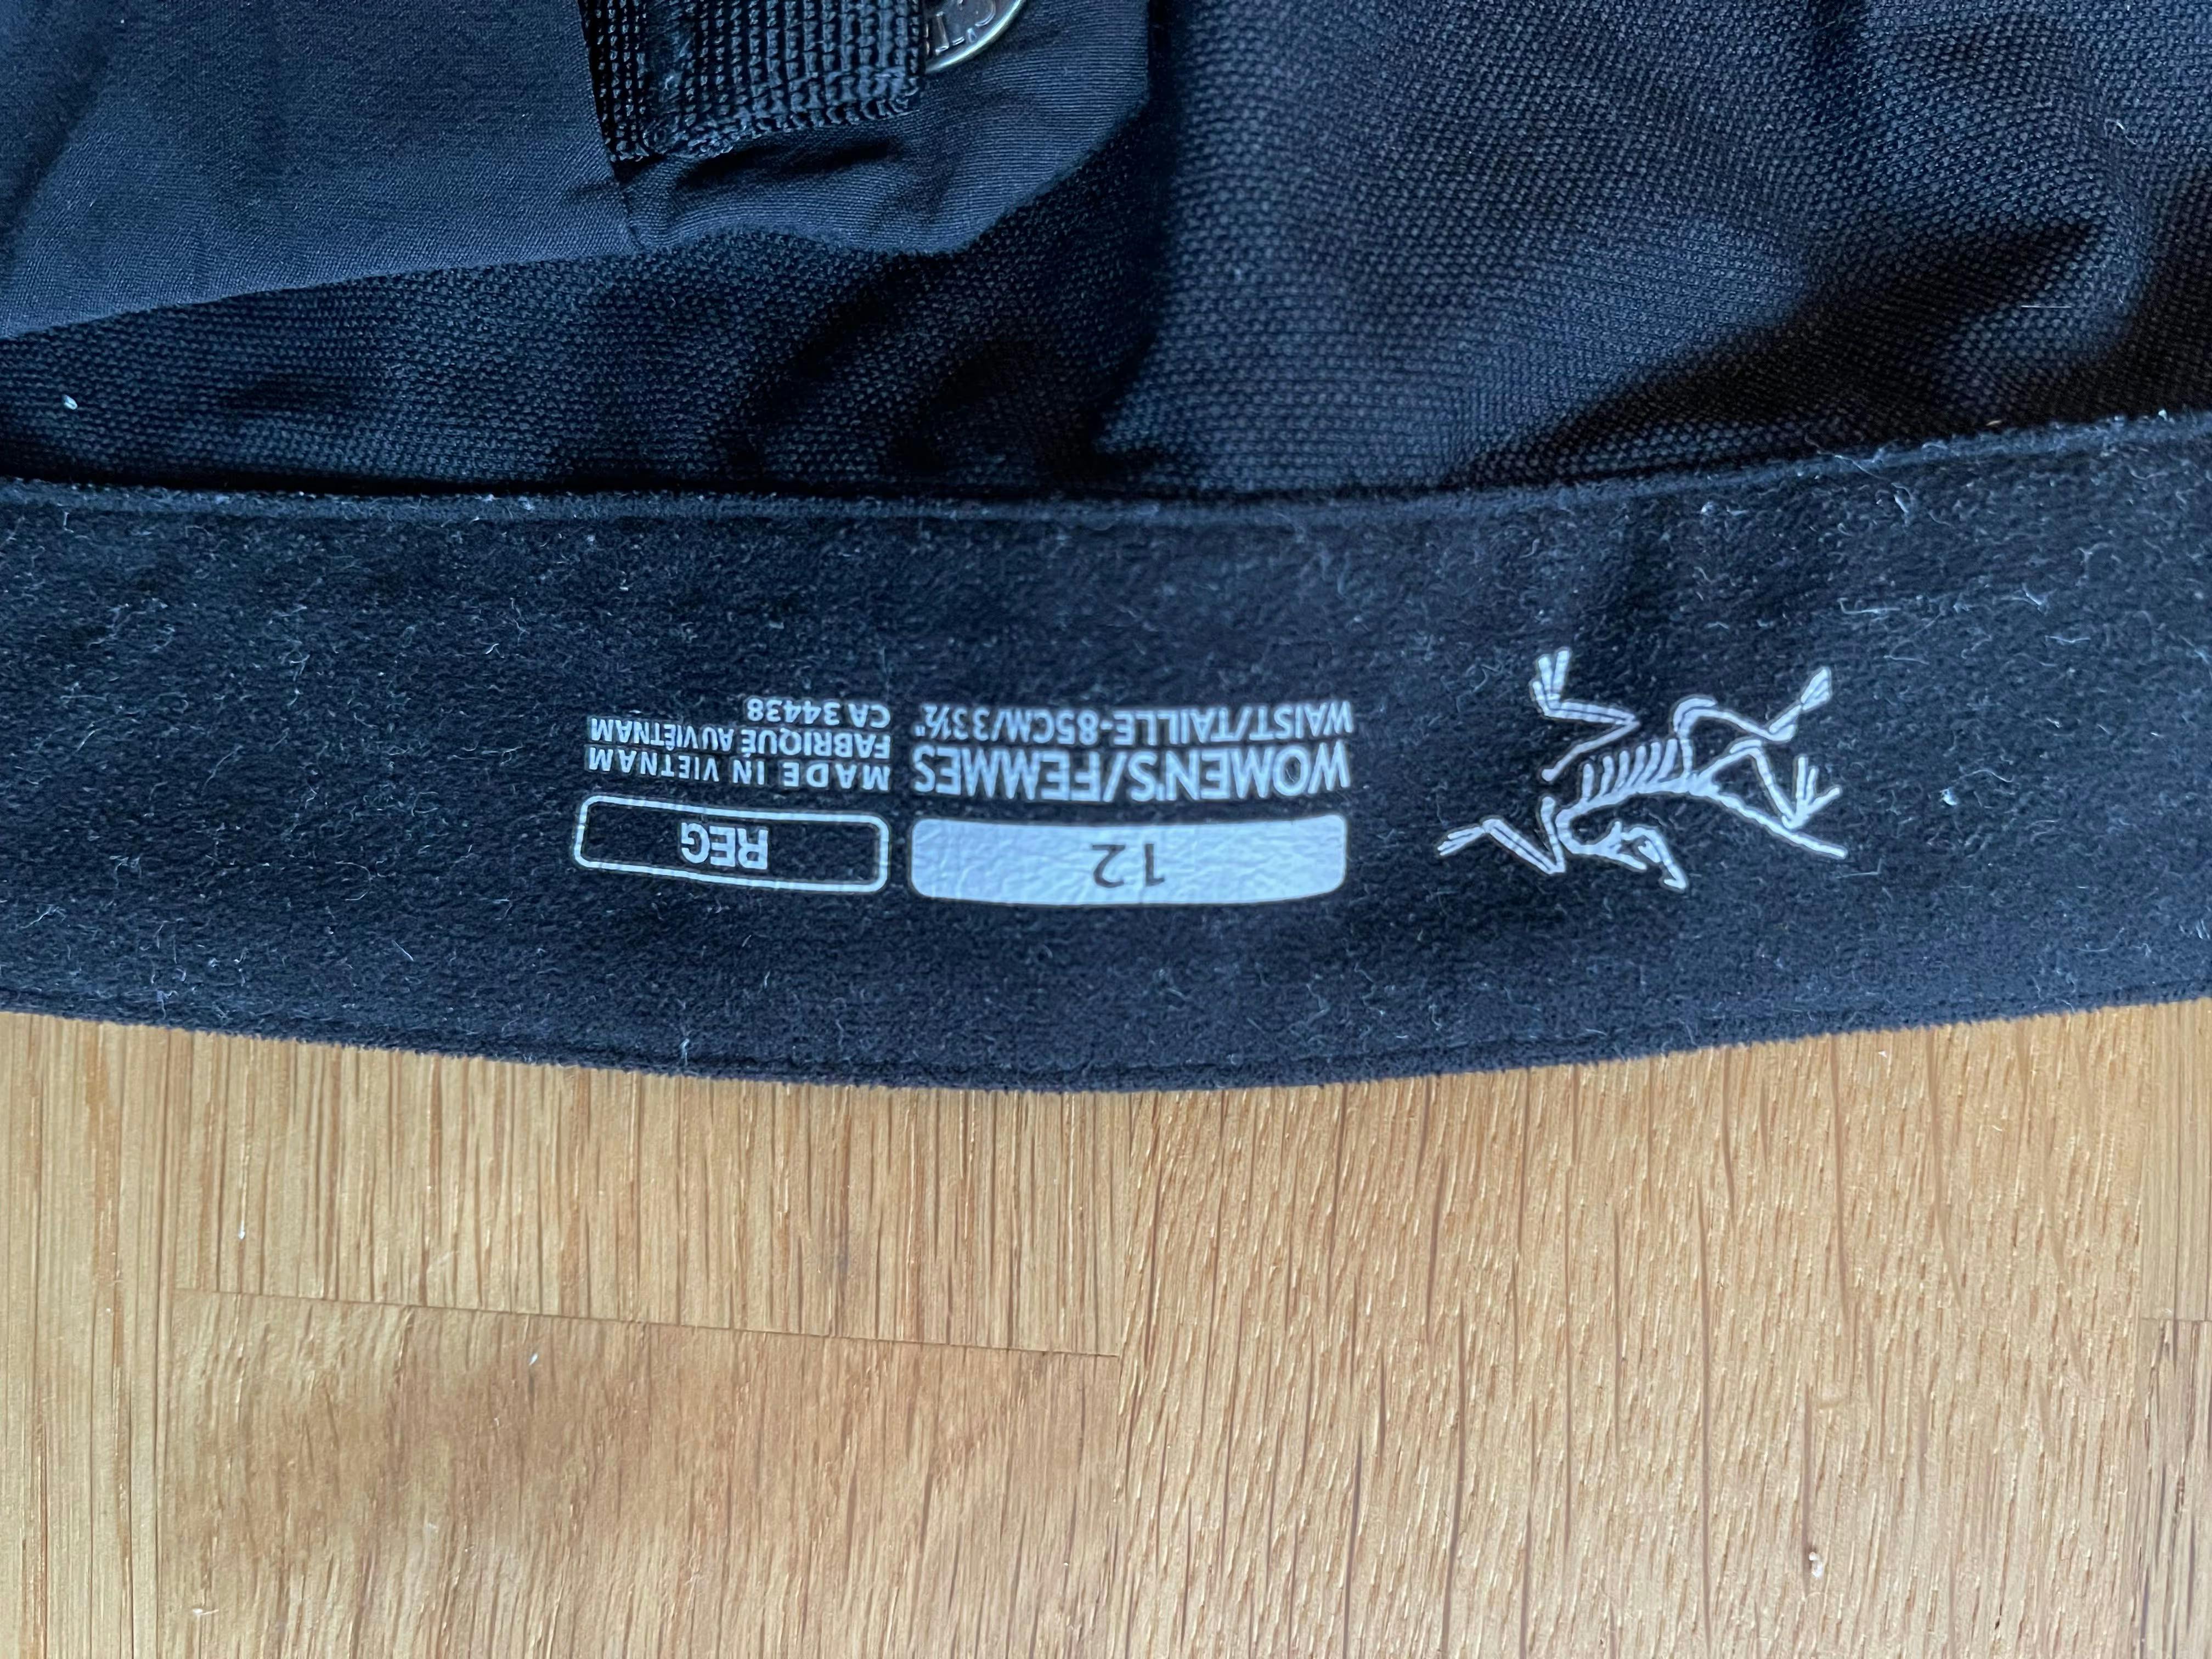 12
WOMEN'S/FEMMES
WAIST/TAILLE-85CM/33½"
REG
MADE IN VIETNAM
FABRIQUÉ AU VIÊTNAM
CA 34438